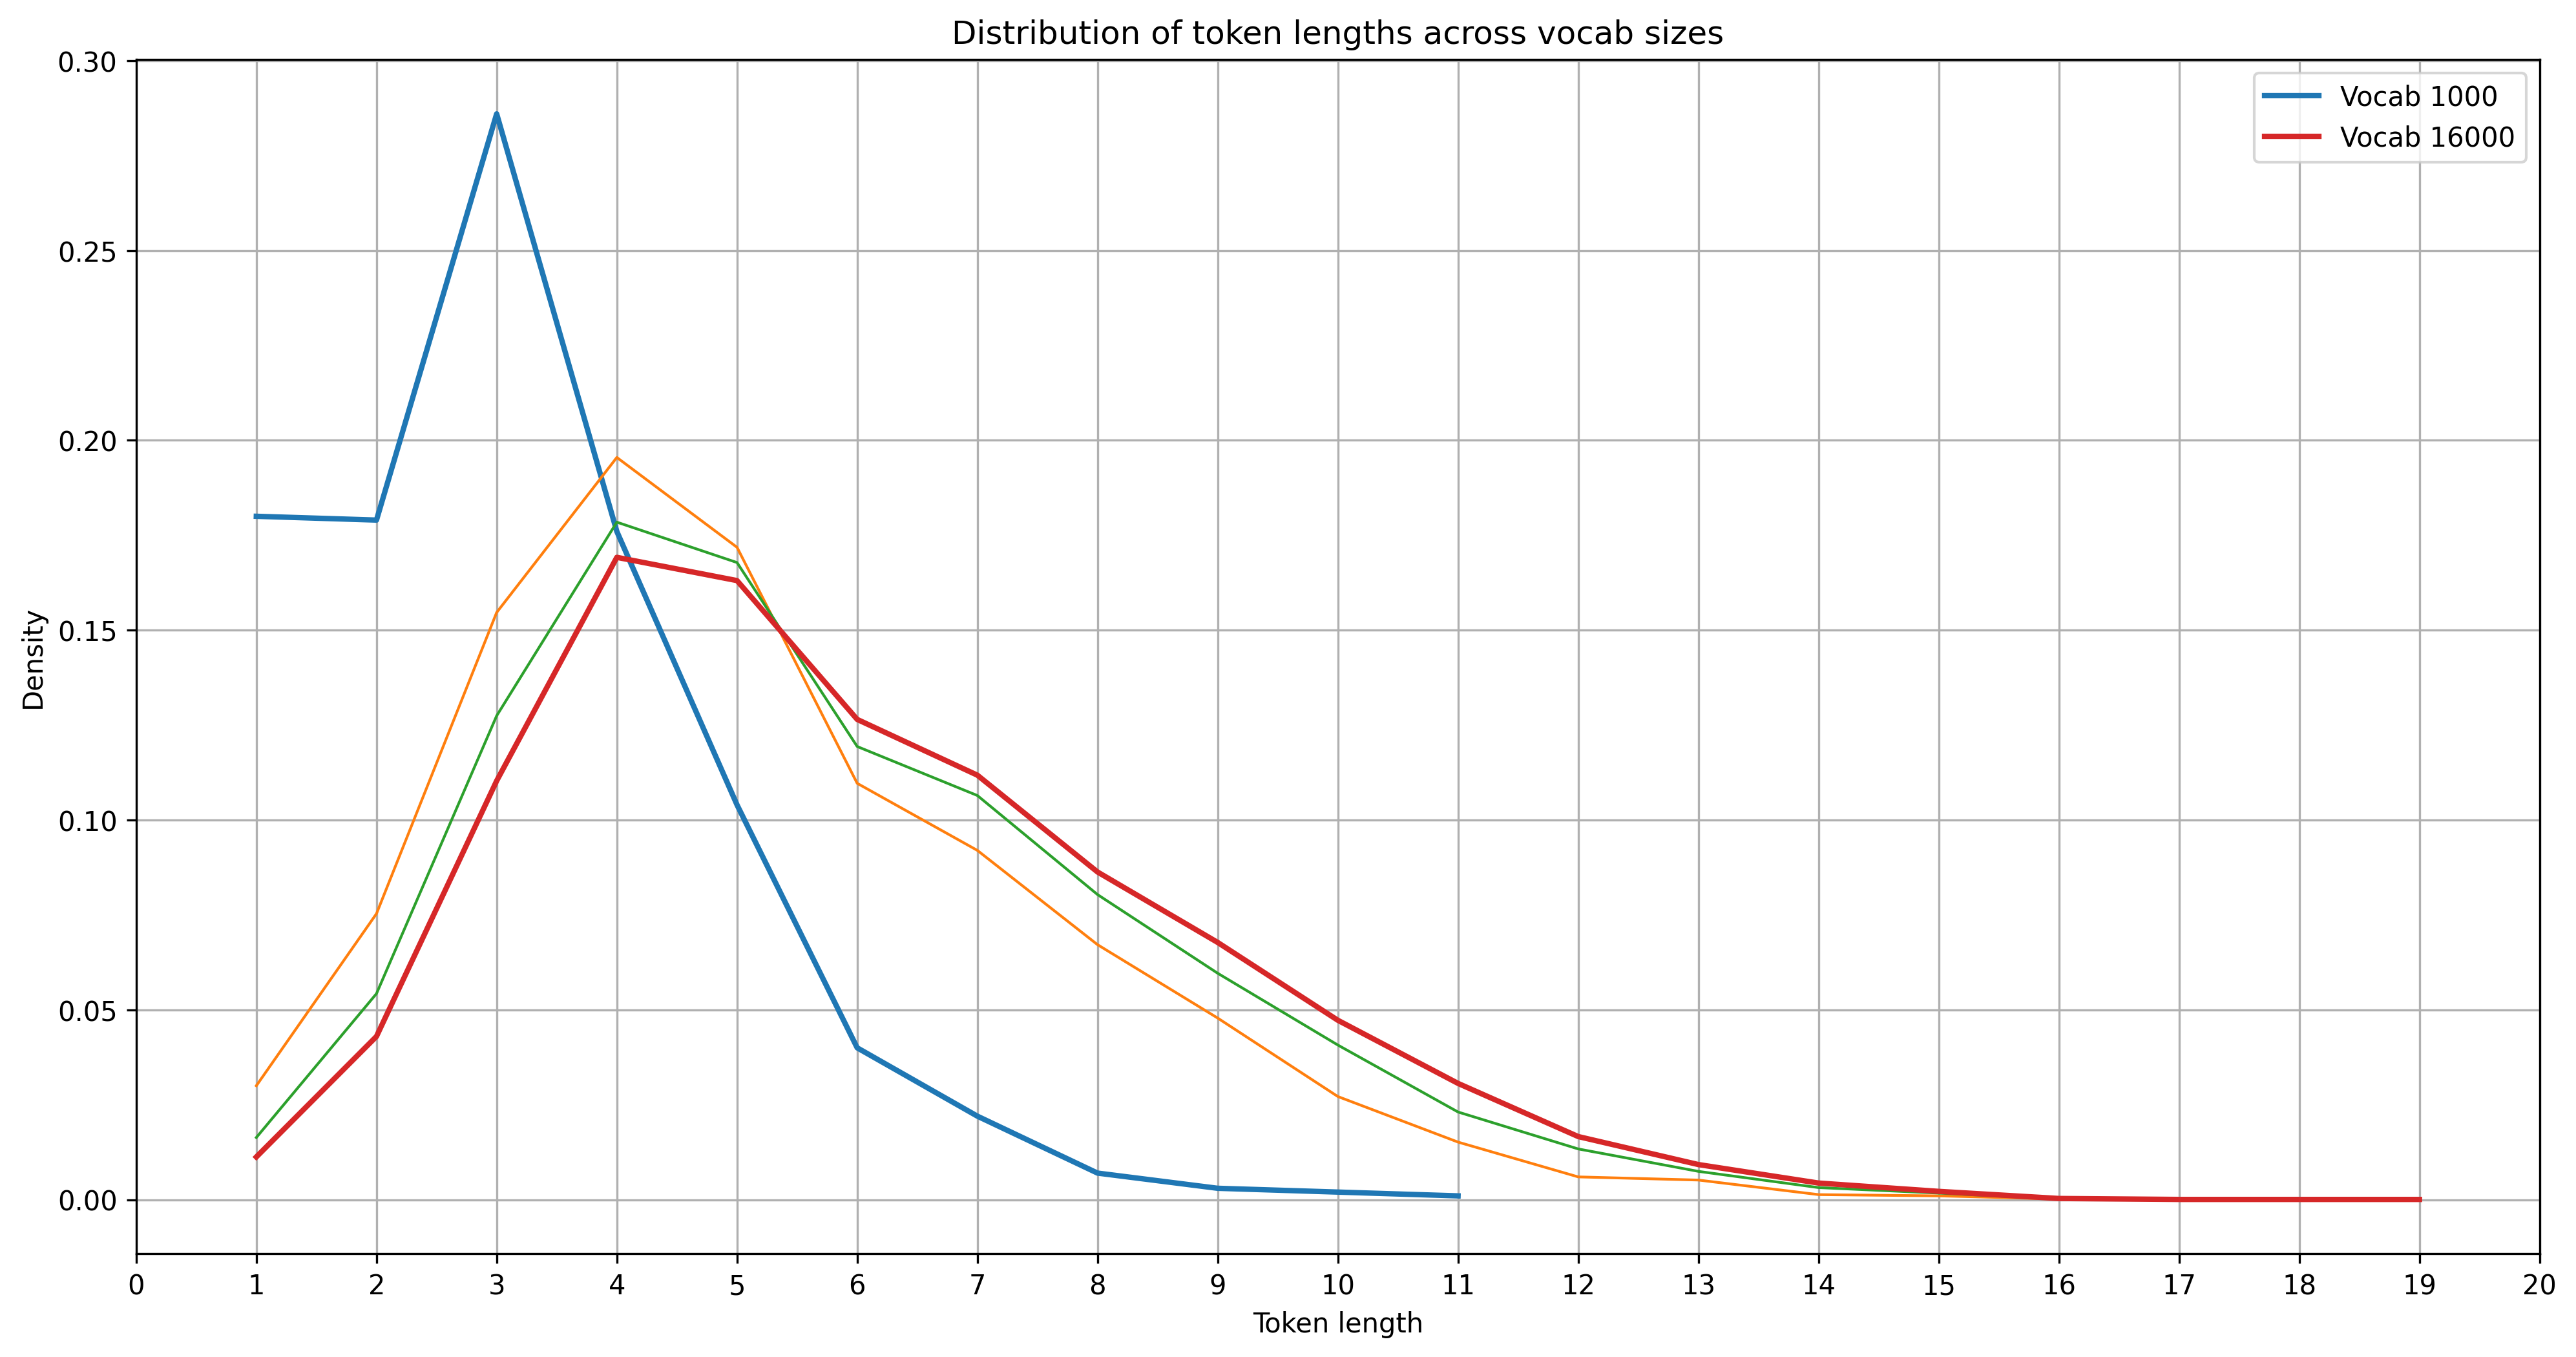 Distribution of token lengths across vocab sizes
Vocab 1000
Vocab 16000
0.30
0.25
0.20
0.15
0.10
0.05
0.00
Density
0 1 2 3 4 5 6 7 8 9 10 11 12 13 14 15 16 17 18 19 20
Token length